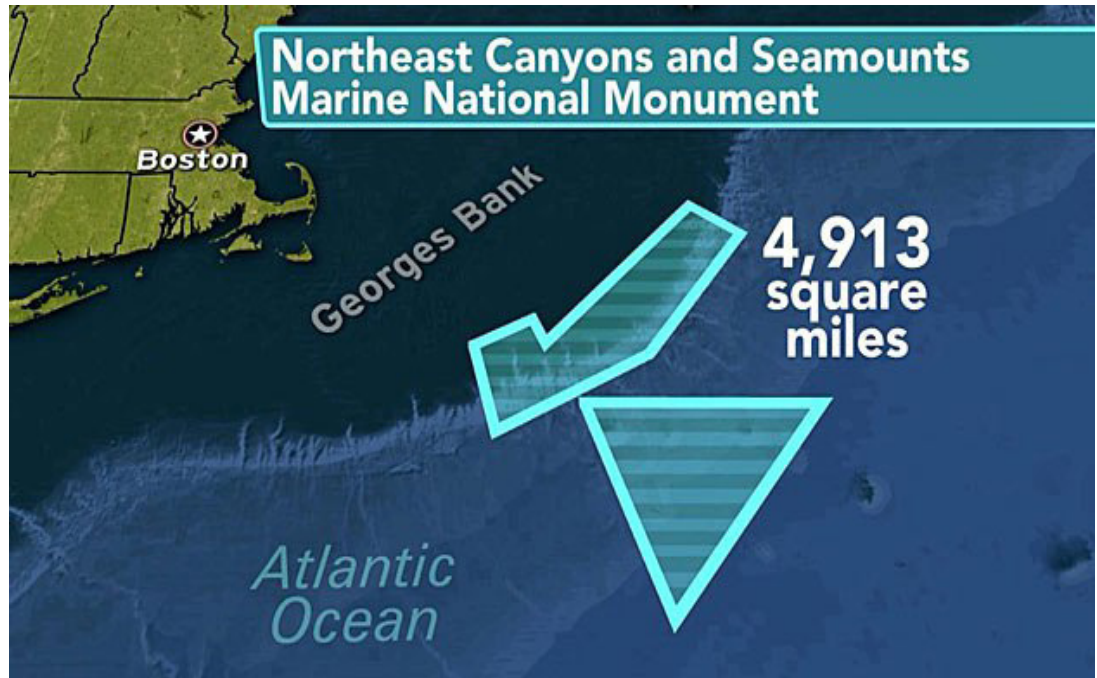 Northeast Canyons and Seamounts
Marine National Monument
Boston
Georges Bank
4,913
square
miles
Atlantic
Ocean